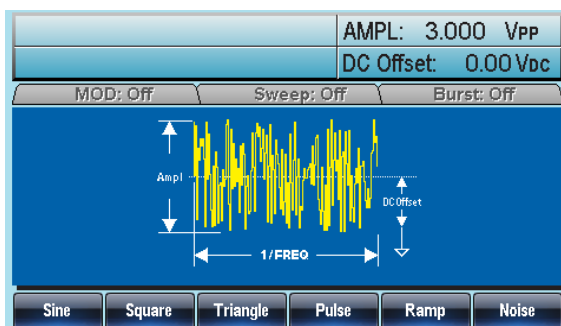 AMPL: 3.000 VPP
DC Offset: 0.00 VDC
MOD: Off Sweep: Off Burst: Off
Ampl
DC Offset
1/FREQ
Sine Square Triangle Pulse Ramp Noise